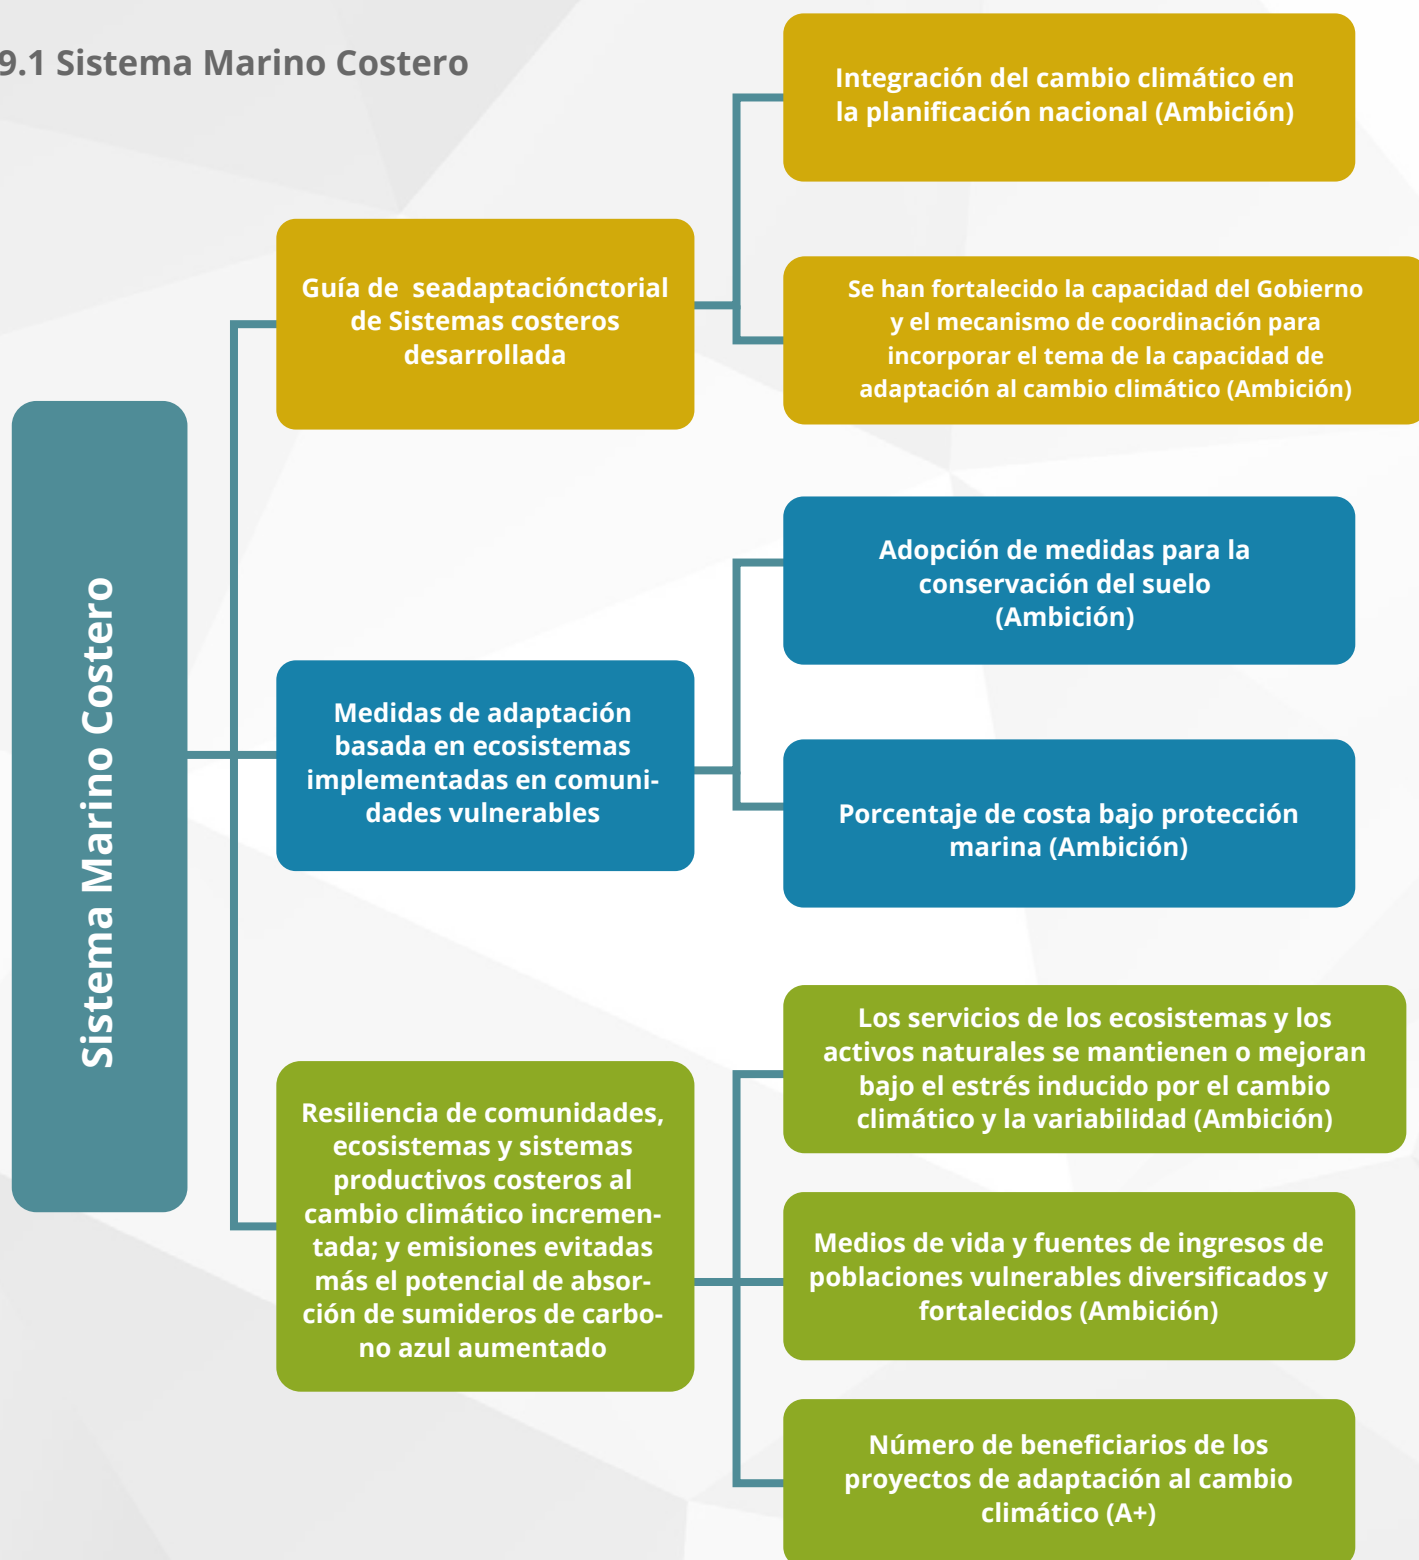 9.1 Sistema Marino Costero
Sistema Marino Costero
Guía de  seadaptaciónctorial
de Sistemas costeros
desarrollada
Integración del cambio climático en
la planificación nacional (Ambición)
Se han fortalecido la capacidad del Gobierno
y el mecanismo de coordinación para
incorporar el tema de la capacidad de
adaptación al cambio climático (Ambición)
Medidas de adaptación
basada en ecosistemas
implementadas en comuni-
dades vulnerables
Adopción de medidas para la
conservación del suelo
(Ambición)
Porcentaje de costa bajo protección
marina (Ambición)
Resiliencia de comunidades,
ecosistemas y sistemas
productivos costeros al
cambio climático incremen-
tada; y emisiones evitadas
más el potencial de absor-
ción de sumideros de carbo-
no azul aumentado
Los servicios de los ecosistemas y los
activos naturales se mantienen o mejoran
bajo el estrés inducido por el cambio
climático y la variabilidad (Ambición)
Medios de vida y fuentes de ingresos de
poblaciones vulnerables diversificados y
fortalecidos (Ambición)
Número de beneficiarios de los
proyectos de adaptación al cambio
climático (A+)